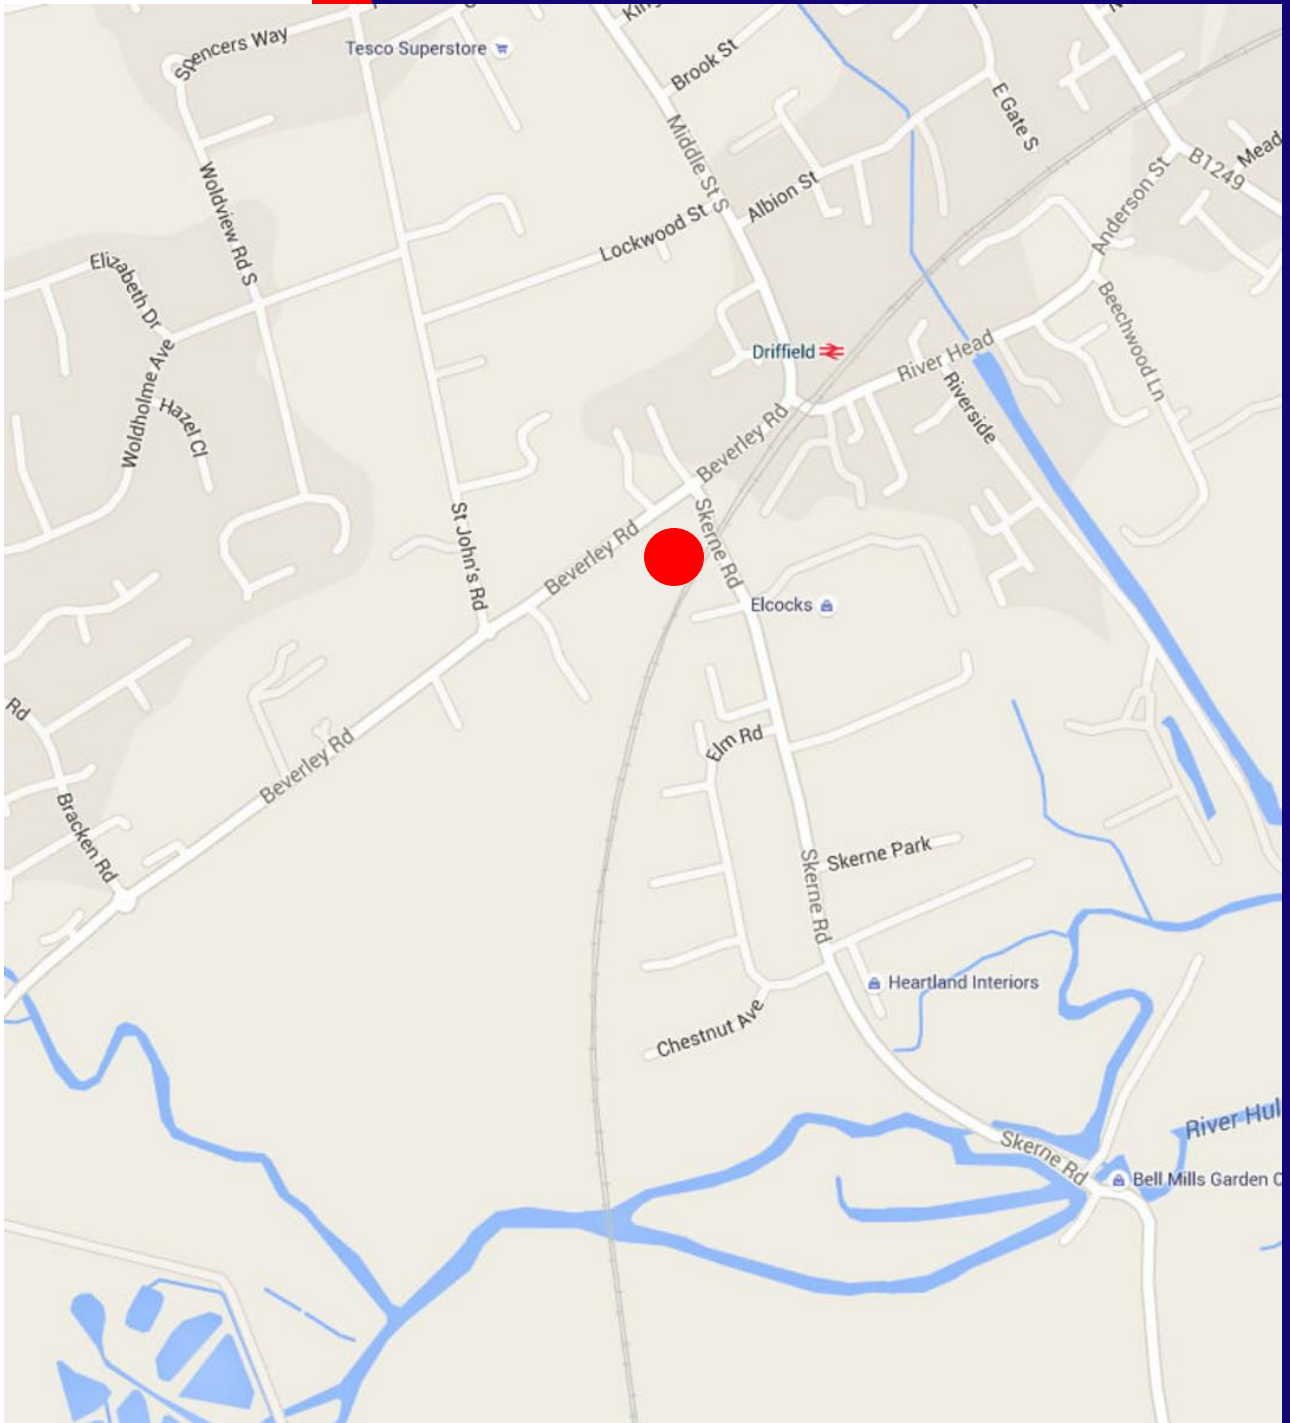 Spencers Way
Tesco Superstore
Brook St
E Gate S
Middle St S
B1249
Mead
Woldview Rd S
Albion St
Anderson St
Lockwood St
Elizabeth Dr
Beechwood Ln
Driffield
River Head
Woldholme Ave
Hazel Cl
Riverside
Beverley Rd
St John's Rd
Beverley Rd
Skerne Rd
Elcocks
Rd
Elm Rd
Beverley Rd
Bracken Rd
Skerne Park
Skerne Rd
Heartland Interiors
Chestnut Ave
River Hul
Skerne Rd
Bell Mills Garden C